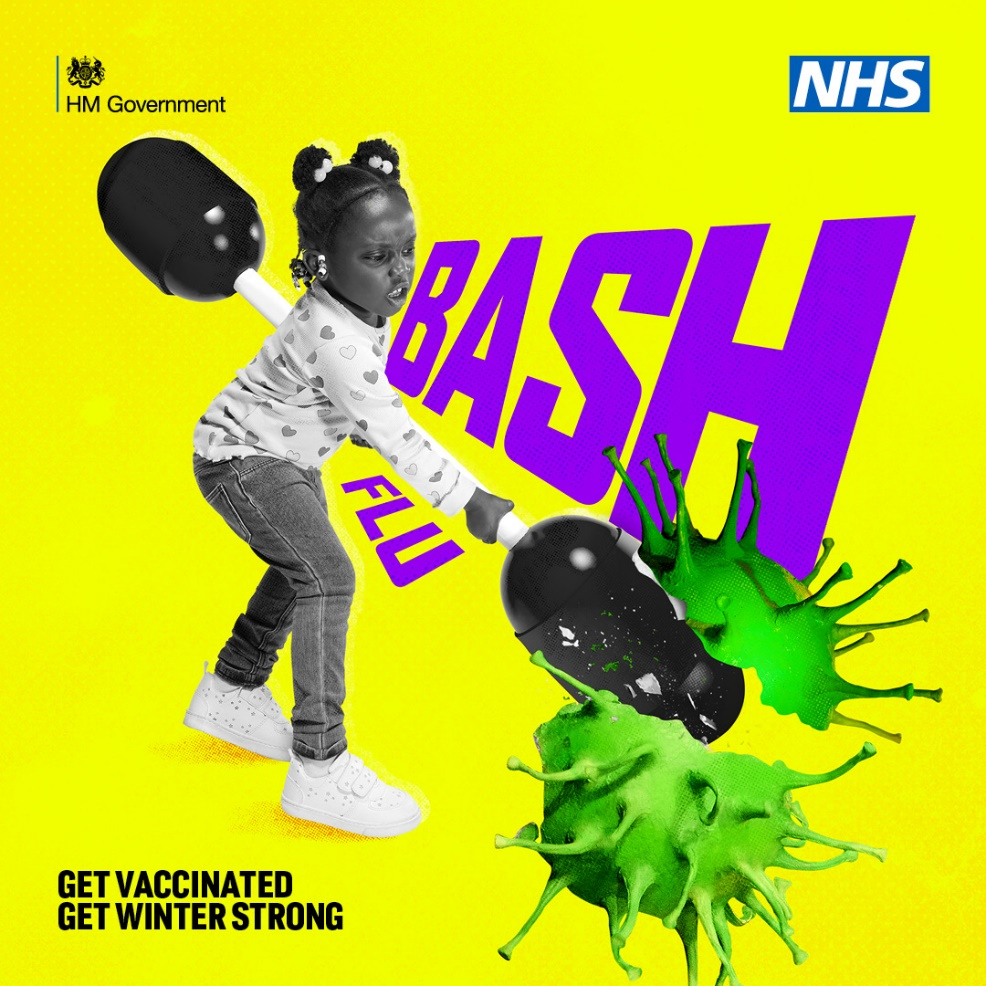 HM Government
NHS
BASH
FLU
GET VACCINATED
GET WINTER STRONG